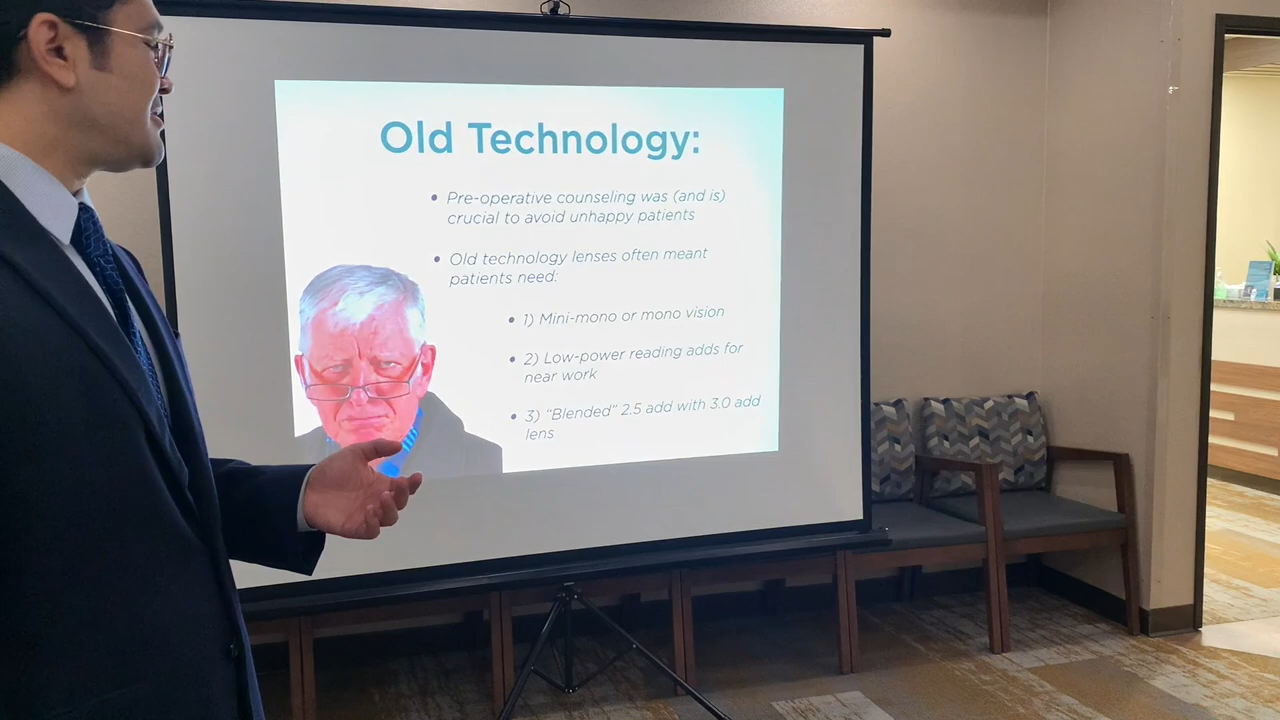 Old Technology:
• Pre-operative counseling was (and is)
crucial to avoid unhappy patients
• Old technology lenses often meant
patients need:
• 1) Mini-mono or mono vision
• 2) Low-power reading adds for
near work
• 3) “Blended” 2.5 add with 3.0 add
lens